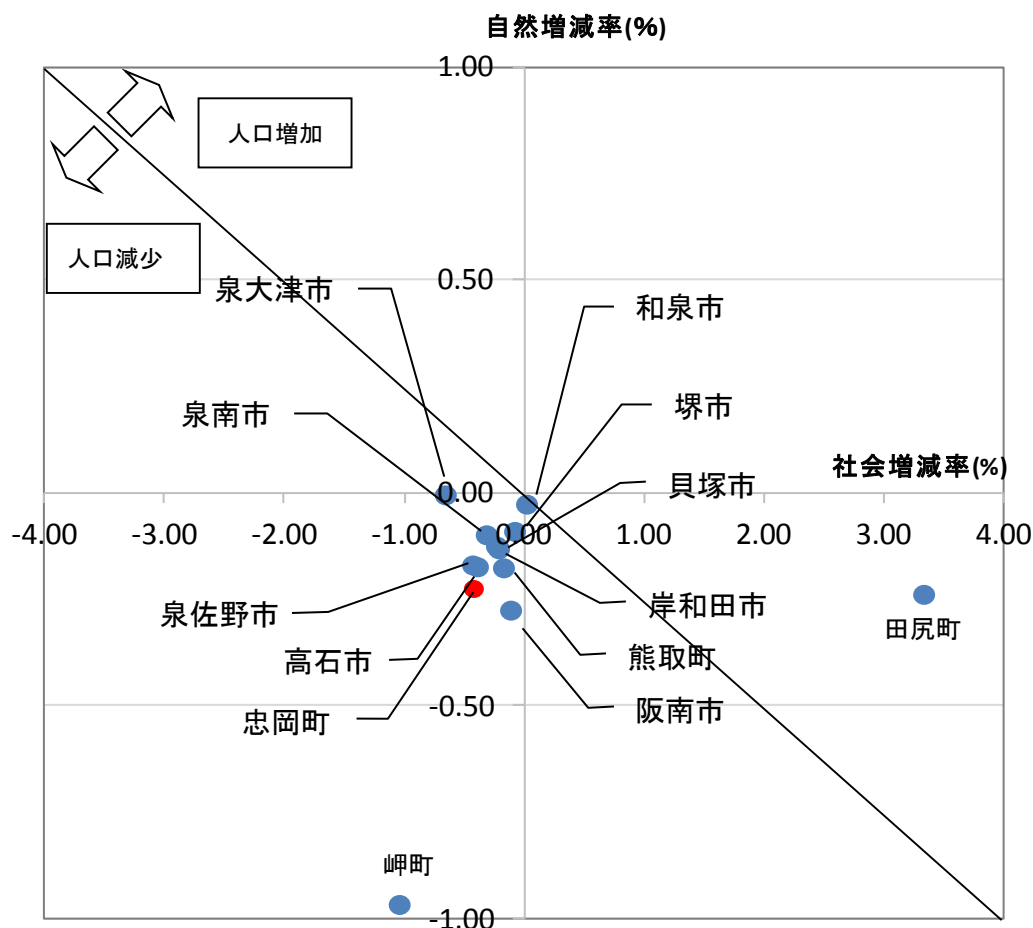 自然増減率(%)
1.00
人口増加
人口減少
0.50
泉大津市
和泉市
泉南市
堺市
社会増減率(%)
貝塚市
0.00
-4.00 -3.00 -2.00 -1.00 0.00 1.00 2.00 3.00 4.00
泉佐野市
岸和田市
田尻町
高石市
熊取町
忠岡町
-0.50
阪南市
岬町
-1.00